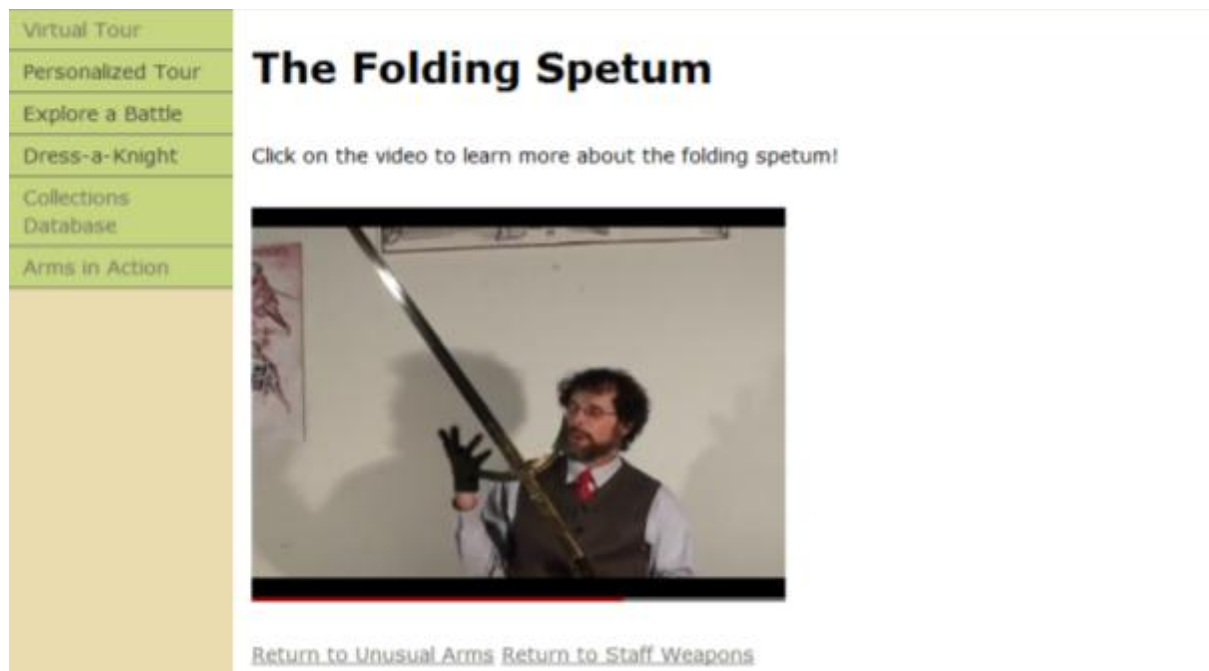 Virtual Tour
Personalized Tour
Explore a Battle
Dress-a-Knight
Collections
Database
Arms in Action
The Folding Spetum
Click on the video to learn more about the folding spetum!
Return to Unusual Arms Return to Staff Weapons